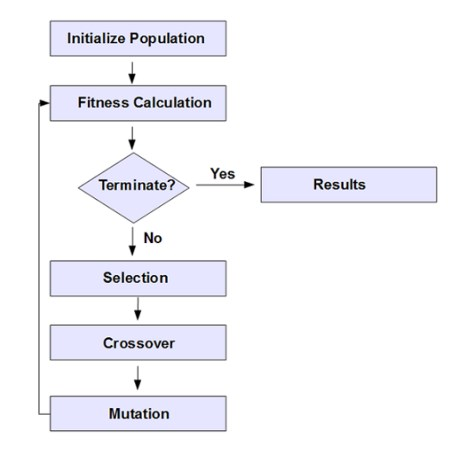 Initialize Population
Fitness Calculation
Terminate?
Yes
Results
No
Selection
Crossover
Mutation